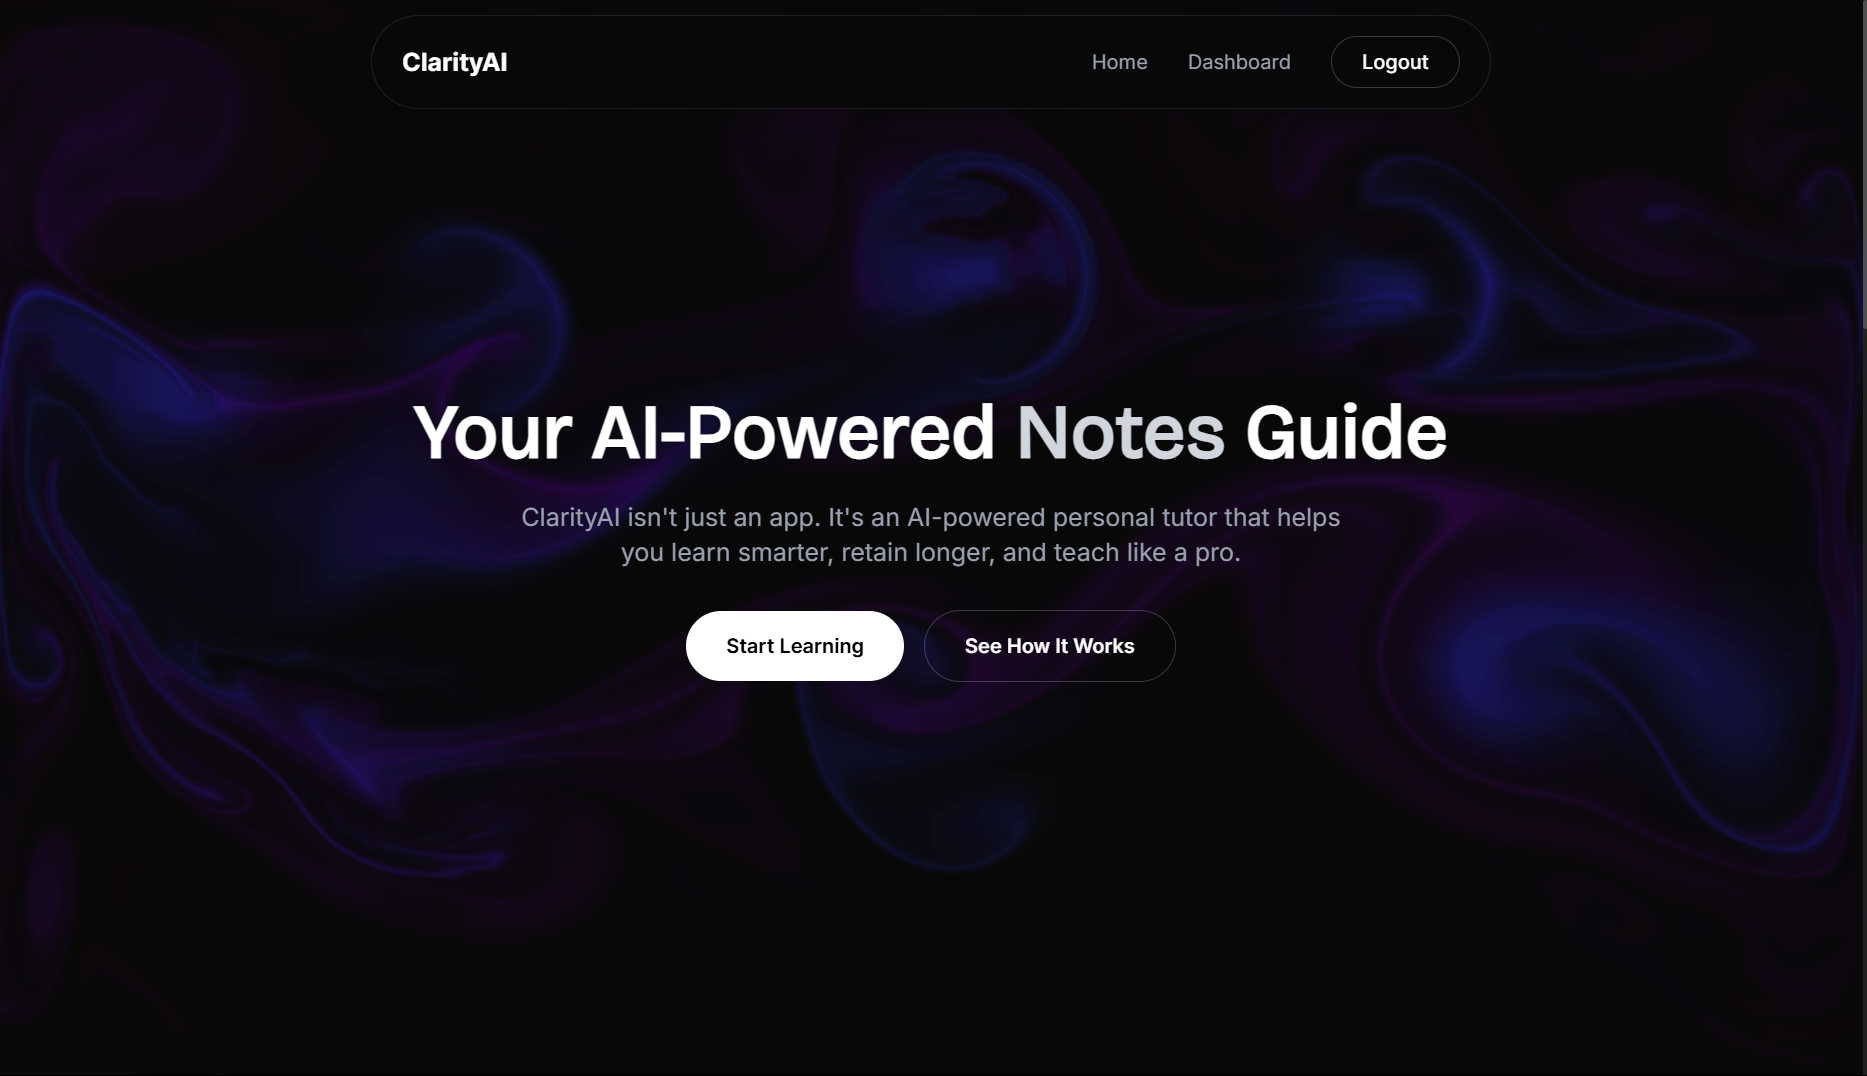 ClarityAI
Home
Dashboard
Logout
Your AI-Powered Notes Guide
ClarityAI isn't just an app. It's an AI-powered personal tutor that helps
you learn smarter, retain longer, and teach like a pro.
Start Learning
See How It Works